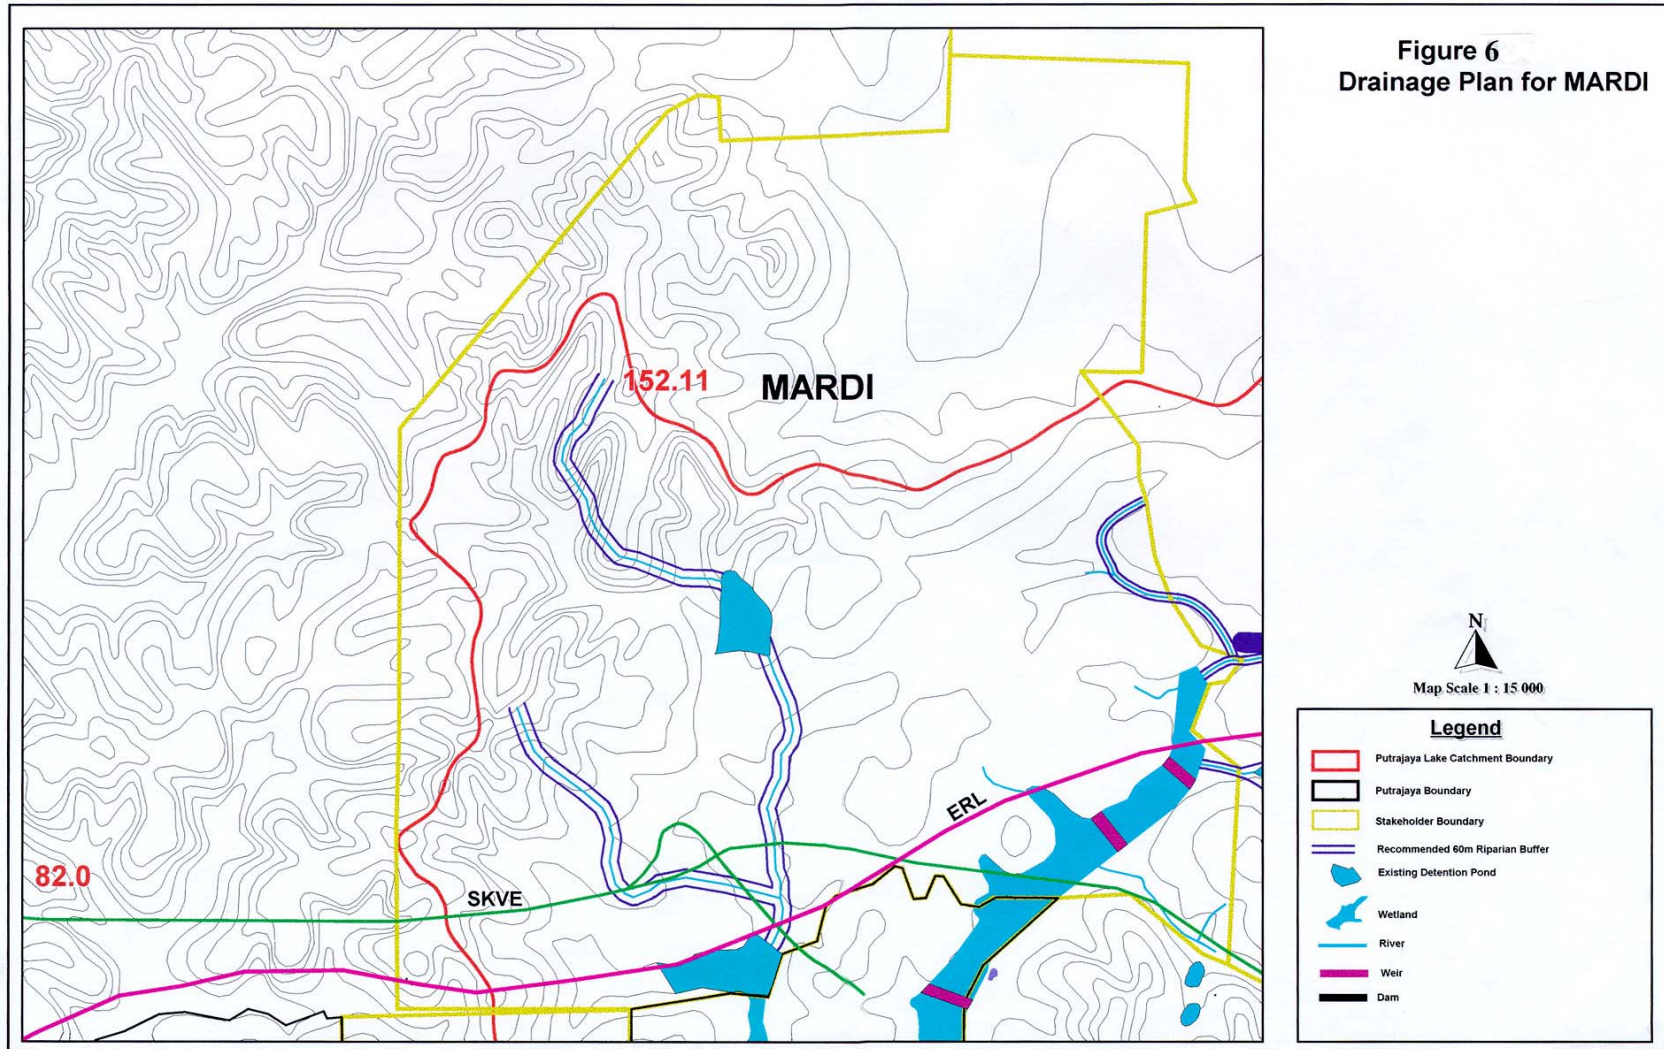 Figure 6
Drainage Plan for MARDI
152.11
MARDI
ERL
82.0
SKVE
N
Map Scale 1 : 15 000
Legend
Putrajaya Lake Catchment Boundary
Putrajaya Boundary
Stakeholder Boundary
Recommended 60m Riparian Buffer
Existing Detention Pond
Wetland
River
Weir
Dam